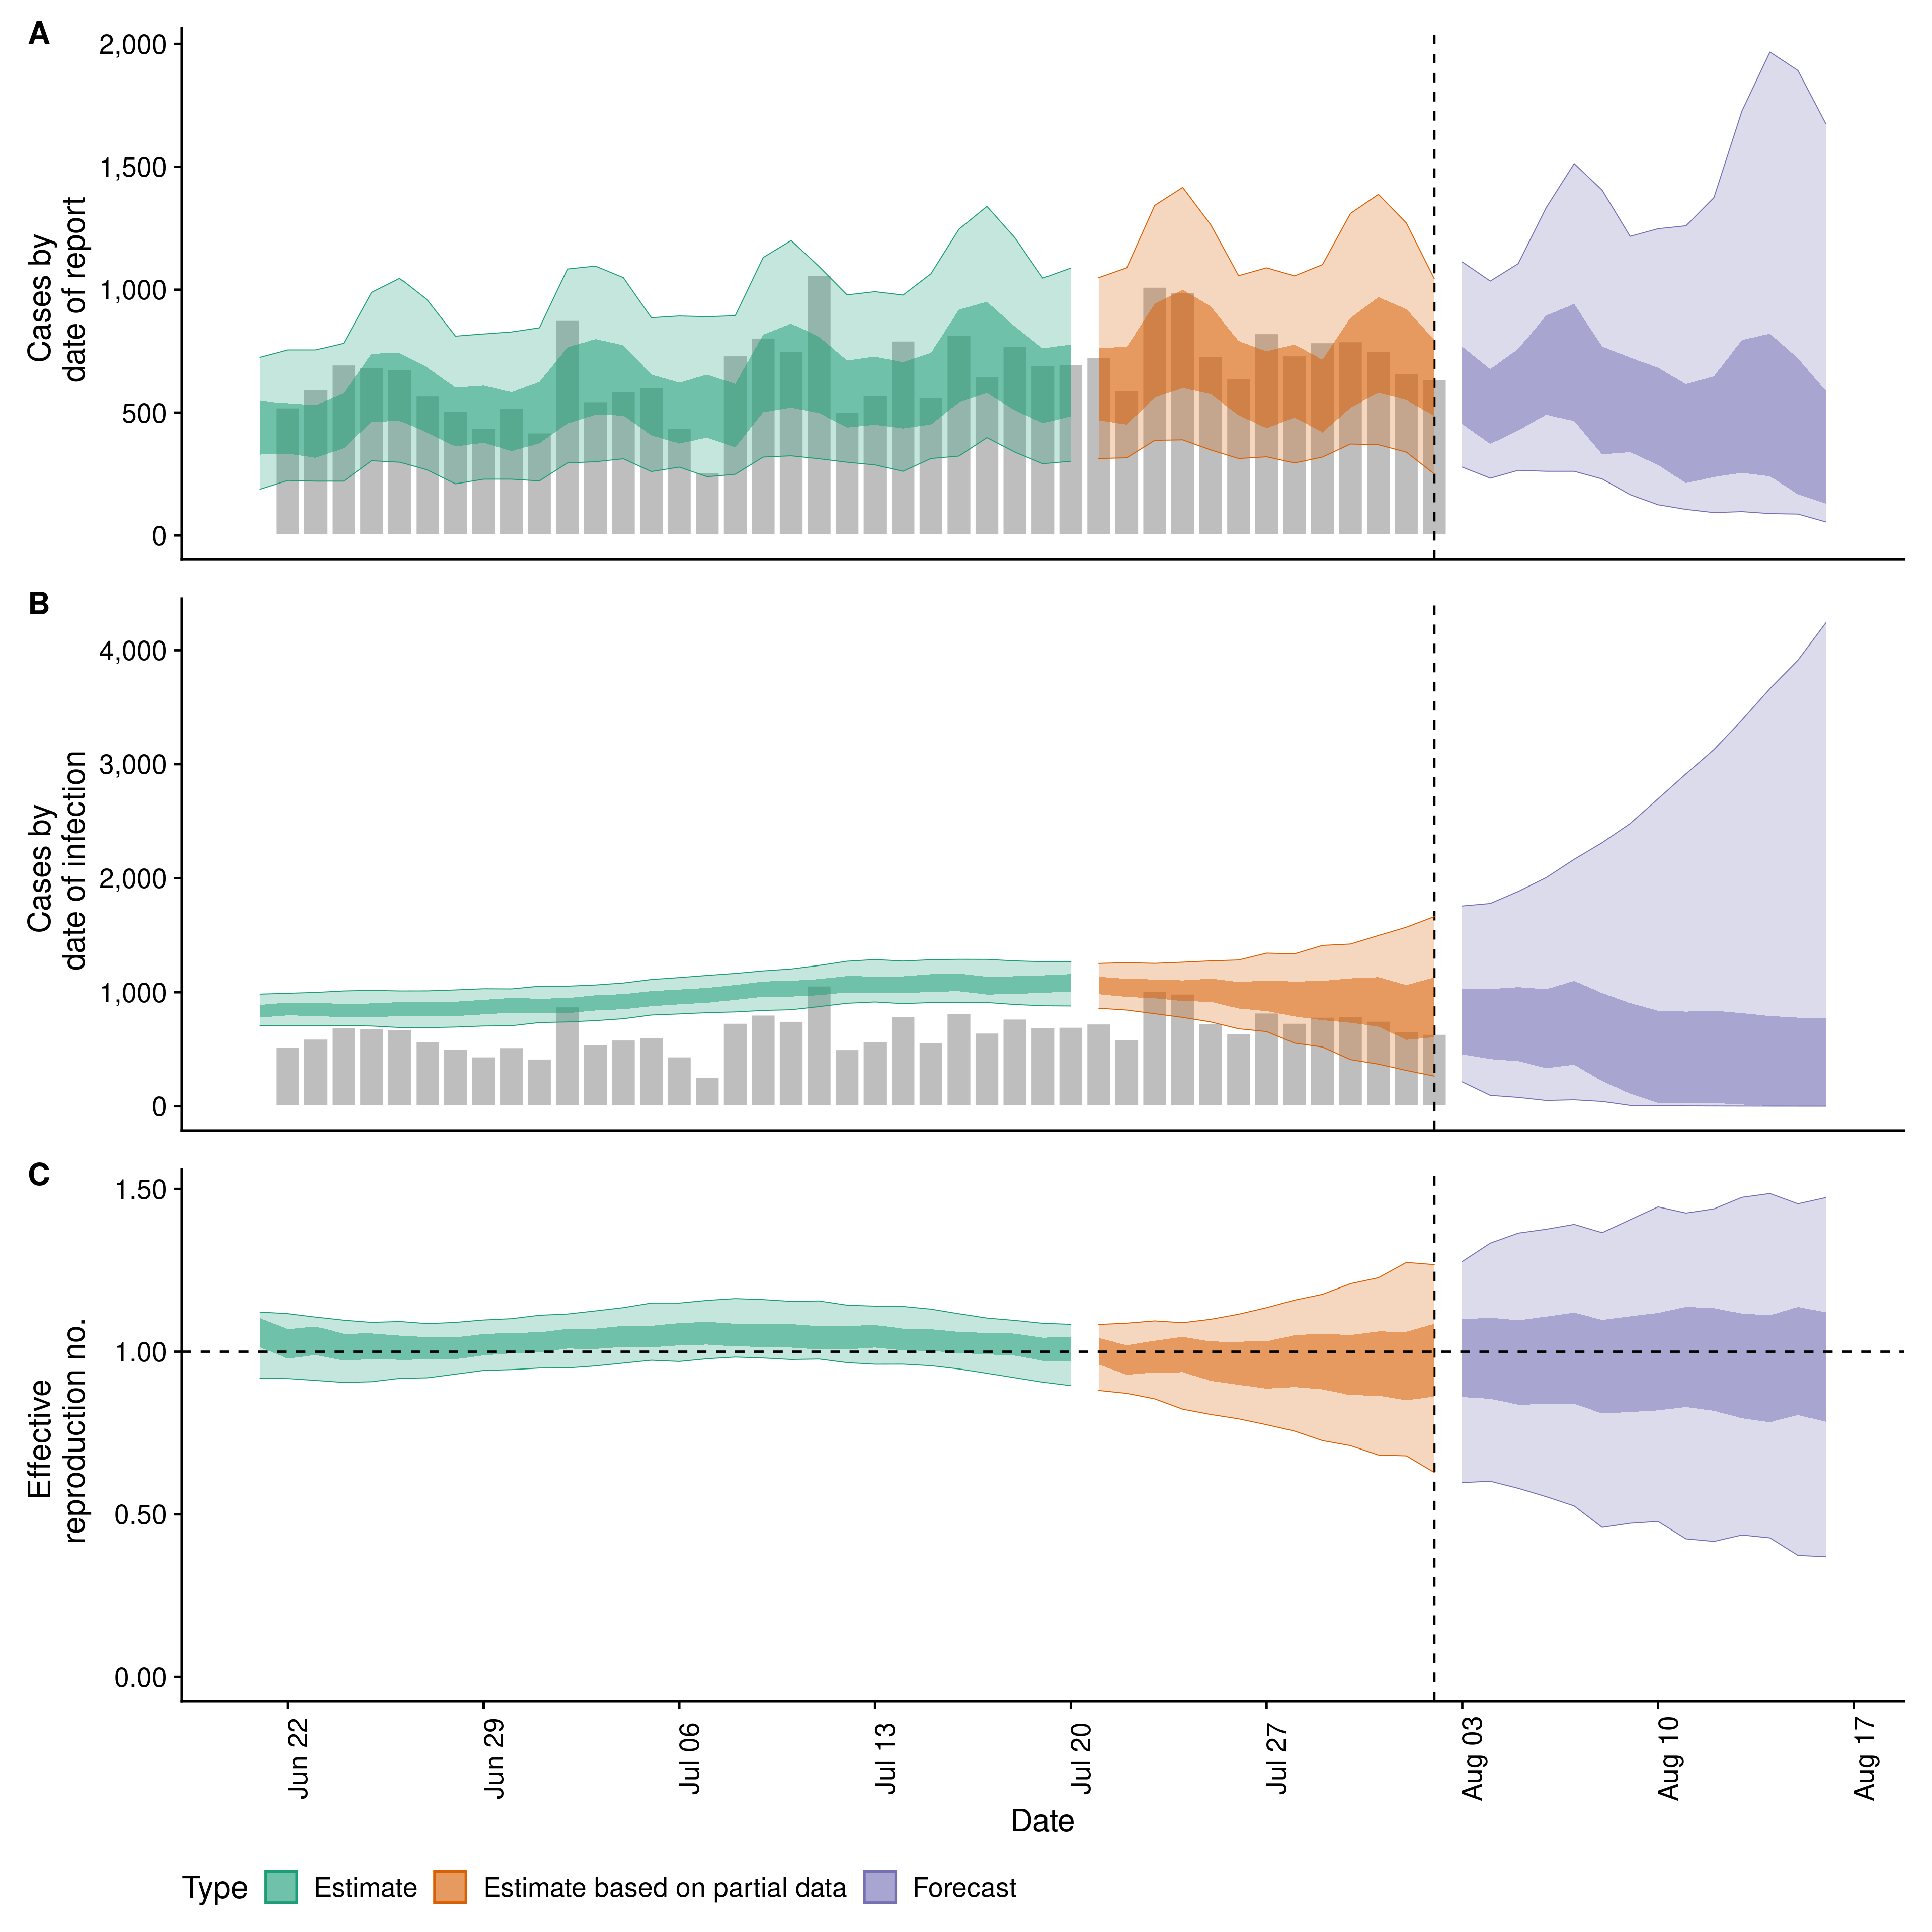 A
2,000
1,500
1,000
500
0
Cases by
date of report
B
4,000
3,000
2,000
1,000
0
Cases by
date of infection
C
1.50
1.00
0.50
0.00
Effective
reproduction no.
Jun 22
Jun 29
Jul 06
Jul 13
Jul 20
Jul 27
Aug 03
Aug 10
Aug 17
Date
Type Estimate Estimate based on partial data Forecast